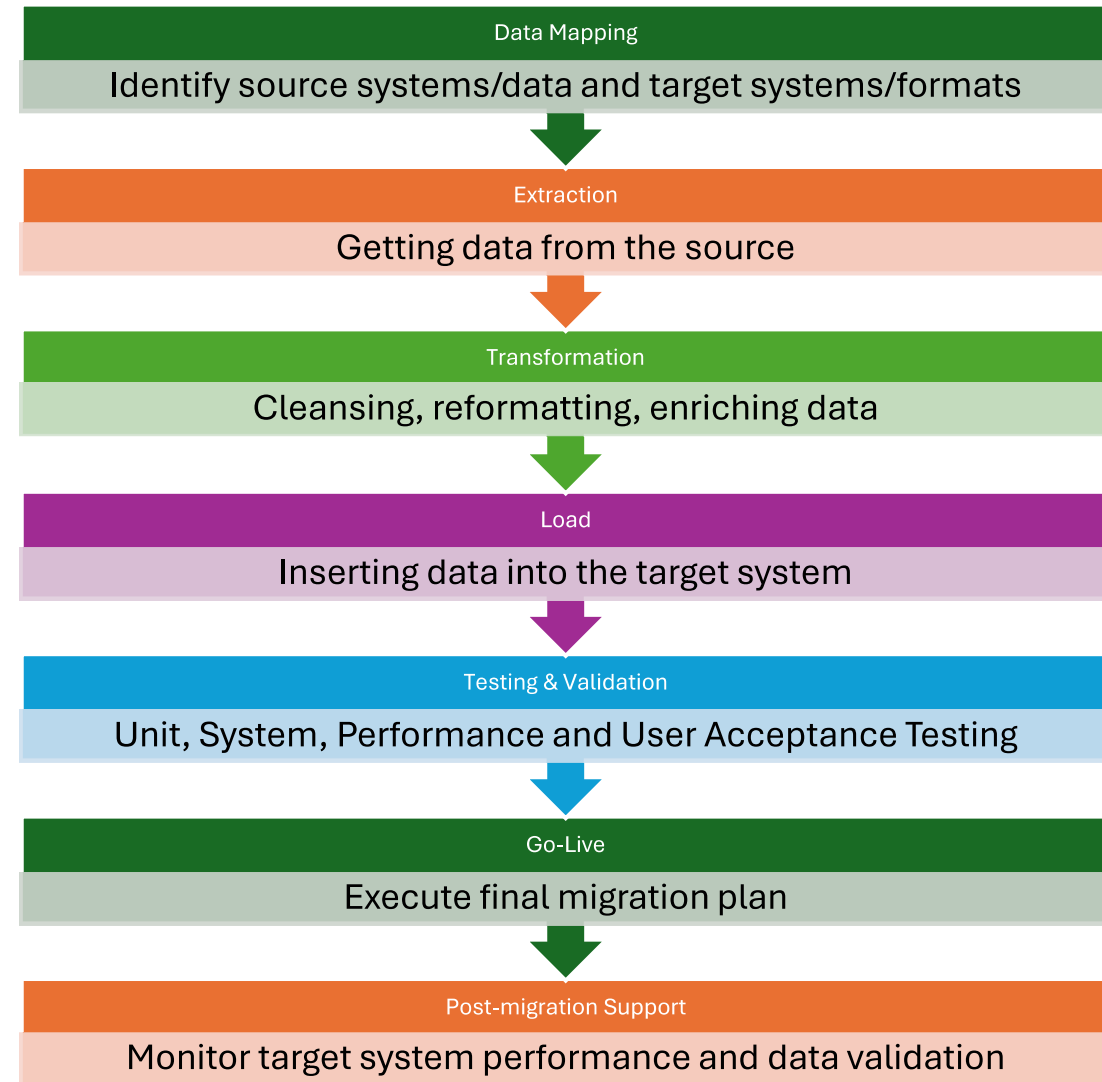 Data Mapping
Identify source systems/data and target systems/formats
Extraction
Getting data from the source
Transformation
Cleansing, reformatting, enriching data
Load
Inserting data into the target system
Testing & Validation
Unit, System, Performance and User Acceptance Testing
Go-Live
Execute final migration plan
Post-migration Support
Monitor target system performance and data validation